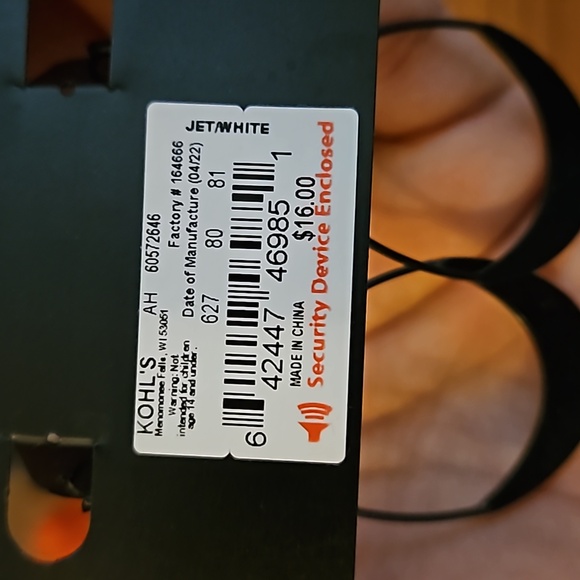 JET/WHITE
KOHL'S AH 60572646
Menomonee Falls, WI 53051
Warning: Not Factory # 164666
intended for children Date of Manufacture (04/22)
age 14 and under.
627 80 81
6 42447 46985 1
MADE IN CHINA $16.00
Security Device Enclosed